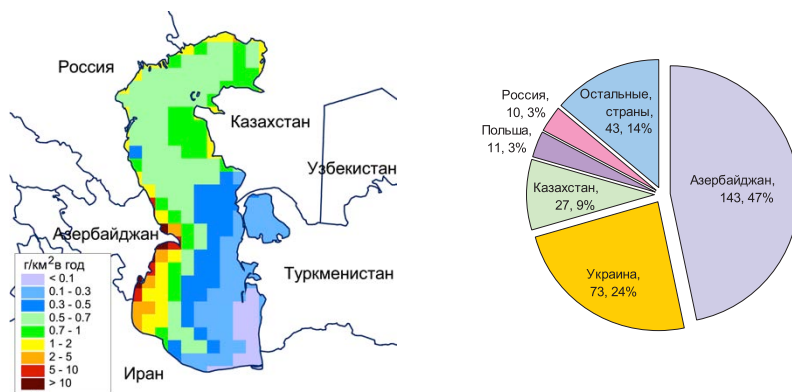 Россия
Казахстан
Узбекистан
Азербайджан
Туркменистан
Иран
г/км² в год
< 0.1
0.1 - 0.3
0.3 - 0.5
0.5 - 0.7
0.7 - 1
1 - 2
2 - 5
5 - 10
> 10
Остальные,
страны,
43, 14%
Россия,
10, 3%
Польша,
11, 3%
Казахстан,
27, 9%
Азербайджан,
143, 47%
Украина,
73, 24%